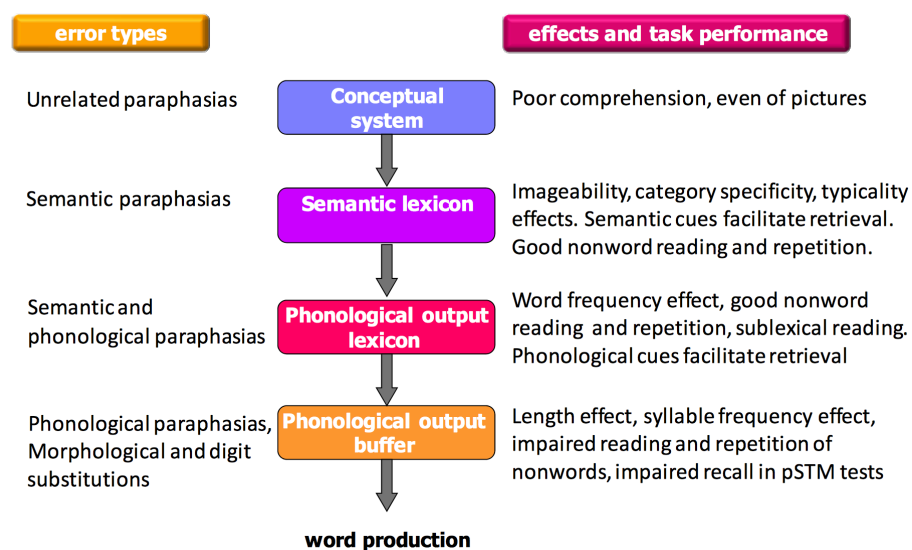 error types
effects and task performance
Unrelated paraphasias
Conceptual
system
Poor comprehension, even of pictures
Semantic paraphasias
Semantic lexicon
Imageability, category specificity, typicality
effects. Semantic cues facilitate retrieval.
Good nonword reading and repetition.
Semantic and
phonological paraphasias
Phonological output
lexicon
Word frequency effect, good nonword
reading and repetition, sublexical reading.
Phonological cues facilitate retrieval
Phonological paraphasias,
Morphological and digit
substitutions
Phonological output
buffer
Length effect, syllable frequency effect,
impaired reading and repetition of
nonwords, impaired recall in pSTM tests
word production